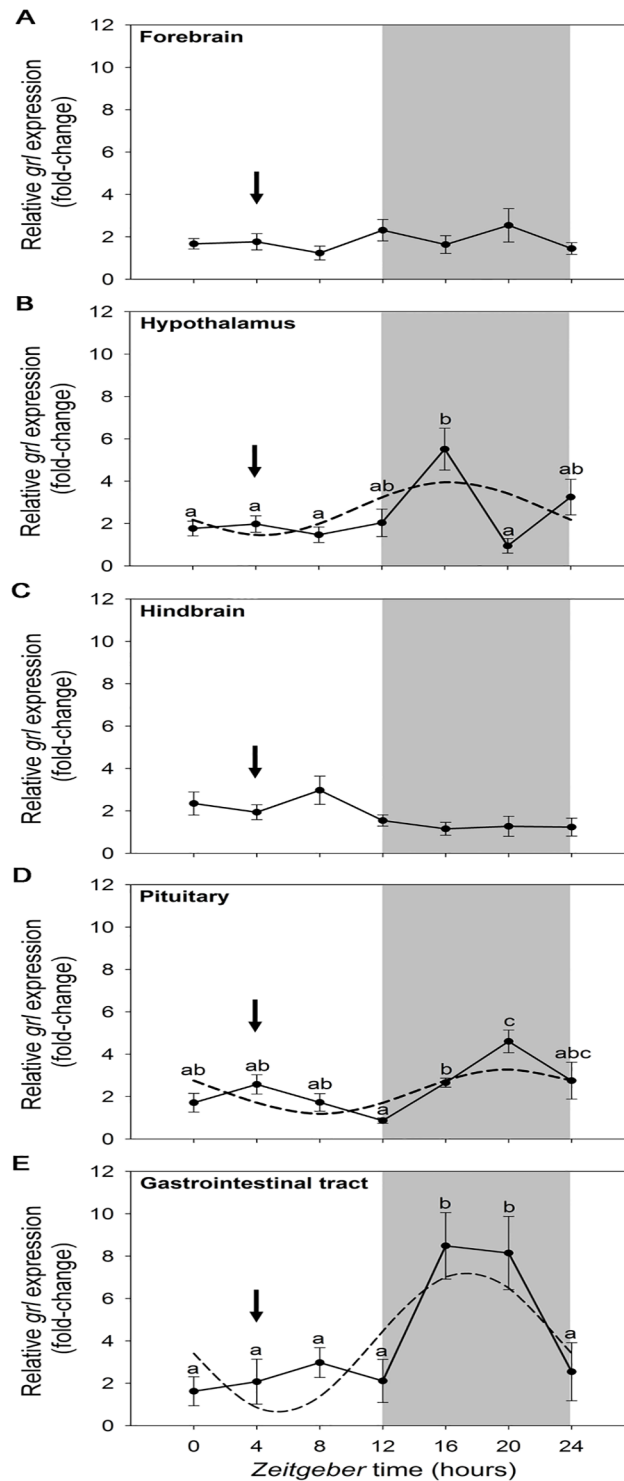 A
Forebrain
Relative grl expression
(fold-change)
12
10
8
6
4
2
0
B
Hypothalamus
Relative grl expression
(fold-change)
12
10
8
6
4
2
0
a
a
a
ab
b
a
ab
C
Hindbrain
Relative grl expression
(fold-change)
12
10
8
6
4
2
0
D
Pituitary
Relative grl expression
(fold-change)
12
10
8
6
4
2
0
ab
ab
ab
a
b
c
abc
E
Gastrointestinal tract
Relative grl expression
(fold-change)
12
10
8
6
4
2
0
a
a
a
a
b
b
a
0 4 8 12 16 20 24
Zeitgeber time (hours)